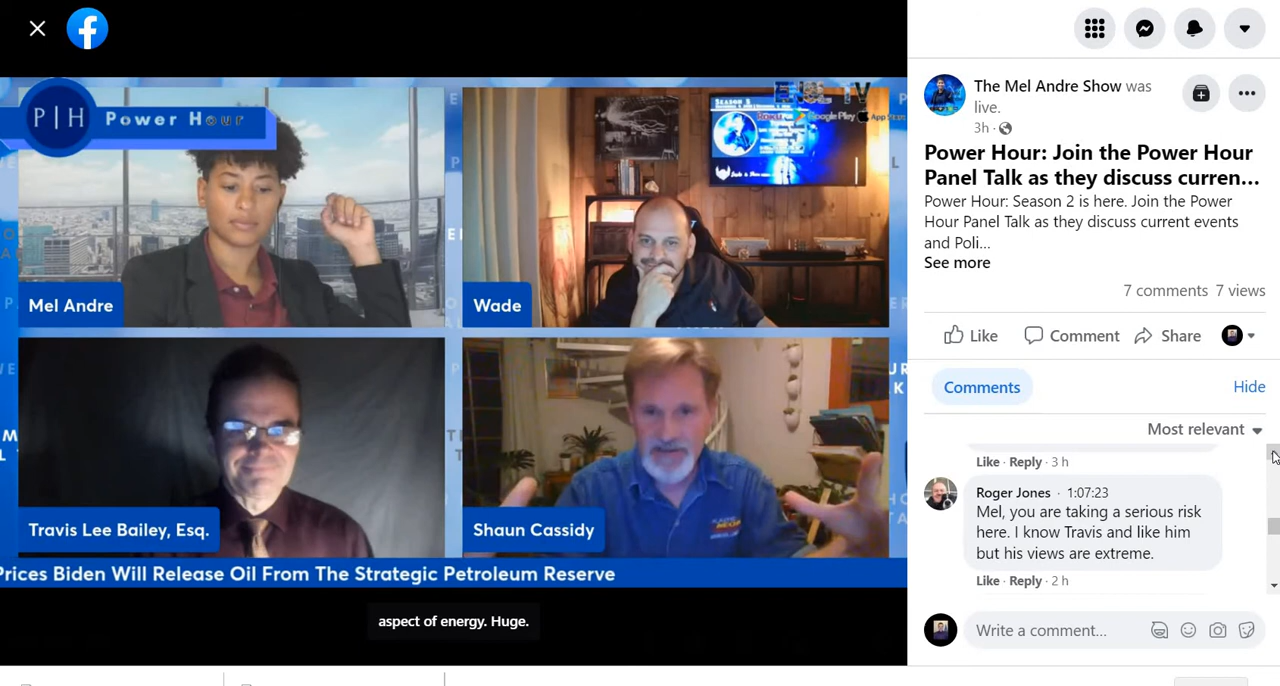 P|H Power Hour
TV
Google Play
Mel Andre
Wade
Travis Lee Bailey, Esq.
Shaun Cassidy
Prices Biden Will Release Oil From The Strategic Petroleum Reserve
aspect of energy. Huge.
The Mel Andre Show was
live.
3h ·
Power Hour: Join the Power Hour
Panel Talk as they discuss curren...
Power Hour: Season 2 is here. Join the Power
Hour Panel Talk as they discuss current events
and Poli...
See more
7 comments 7 views
Like Comment Share
Comments Hide
Most relevant
Like · Reply · 3 h
Roger Jones · 1:07:23
Mel, you are taking a serious risk
here. I know Travis and like him
but his views are extreme.
Like · Reply · 2 h
Write a comment...